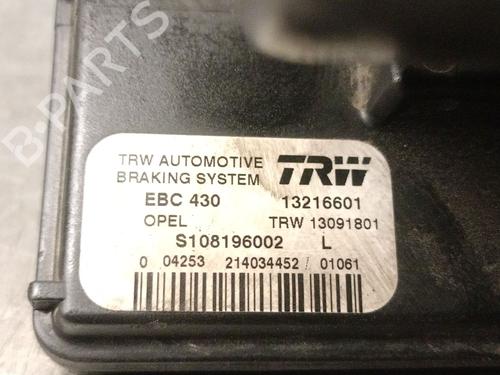 B-PARTS
TRW AUTOMOTIVE TRW
BRAKING SYSTEM
EBC 430 13216601
OPEL TRW 13091801
S108196002 L
0 04253 214034452 / 01061